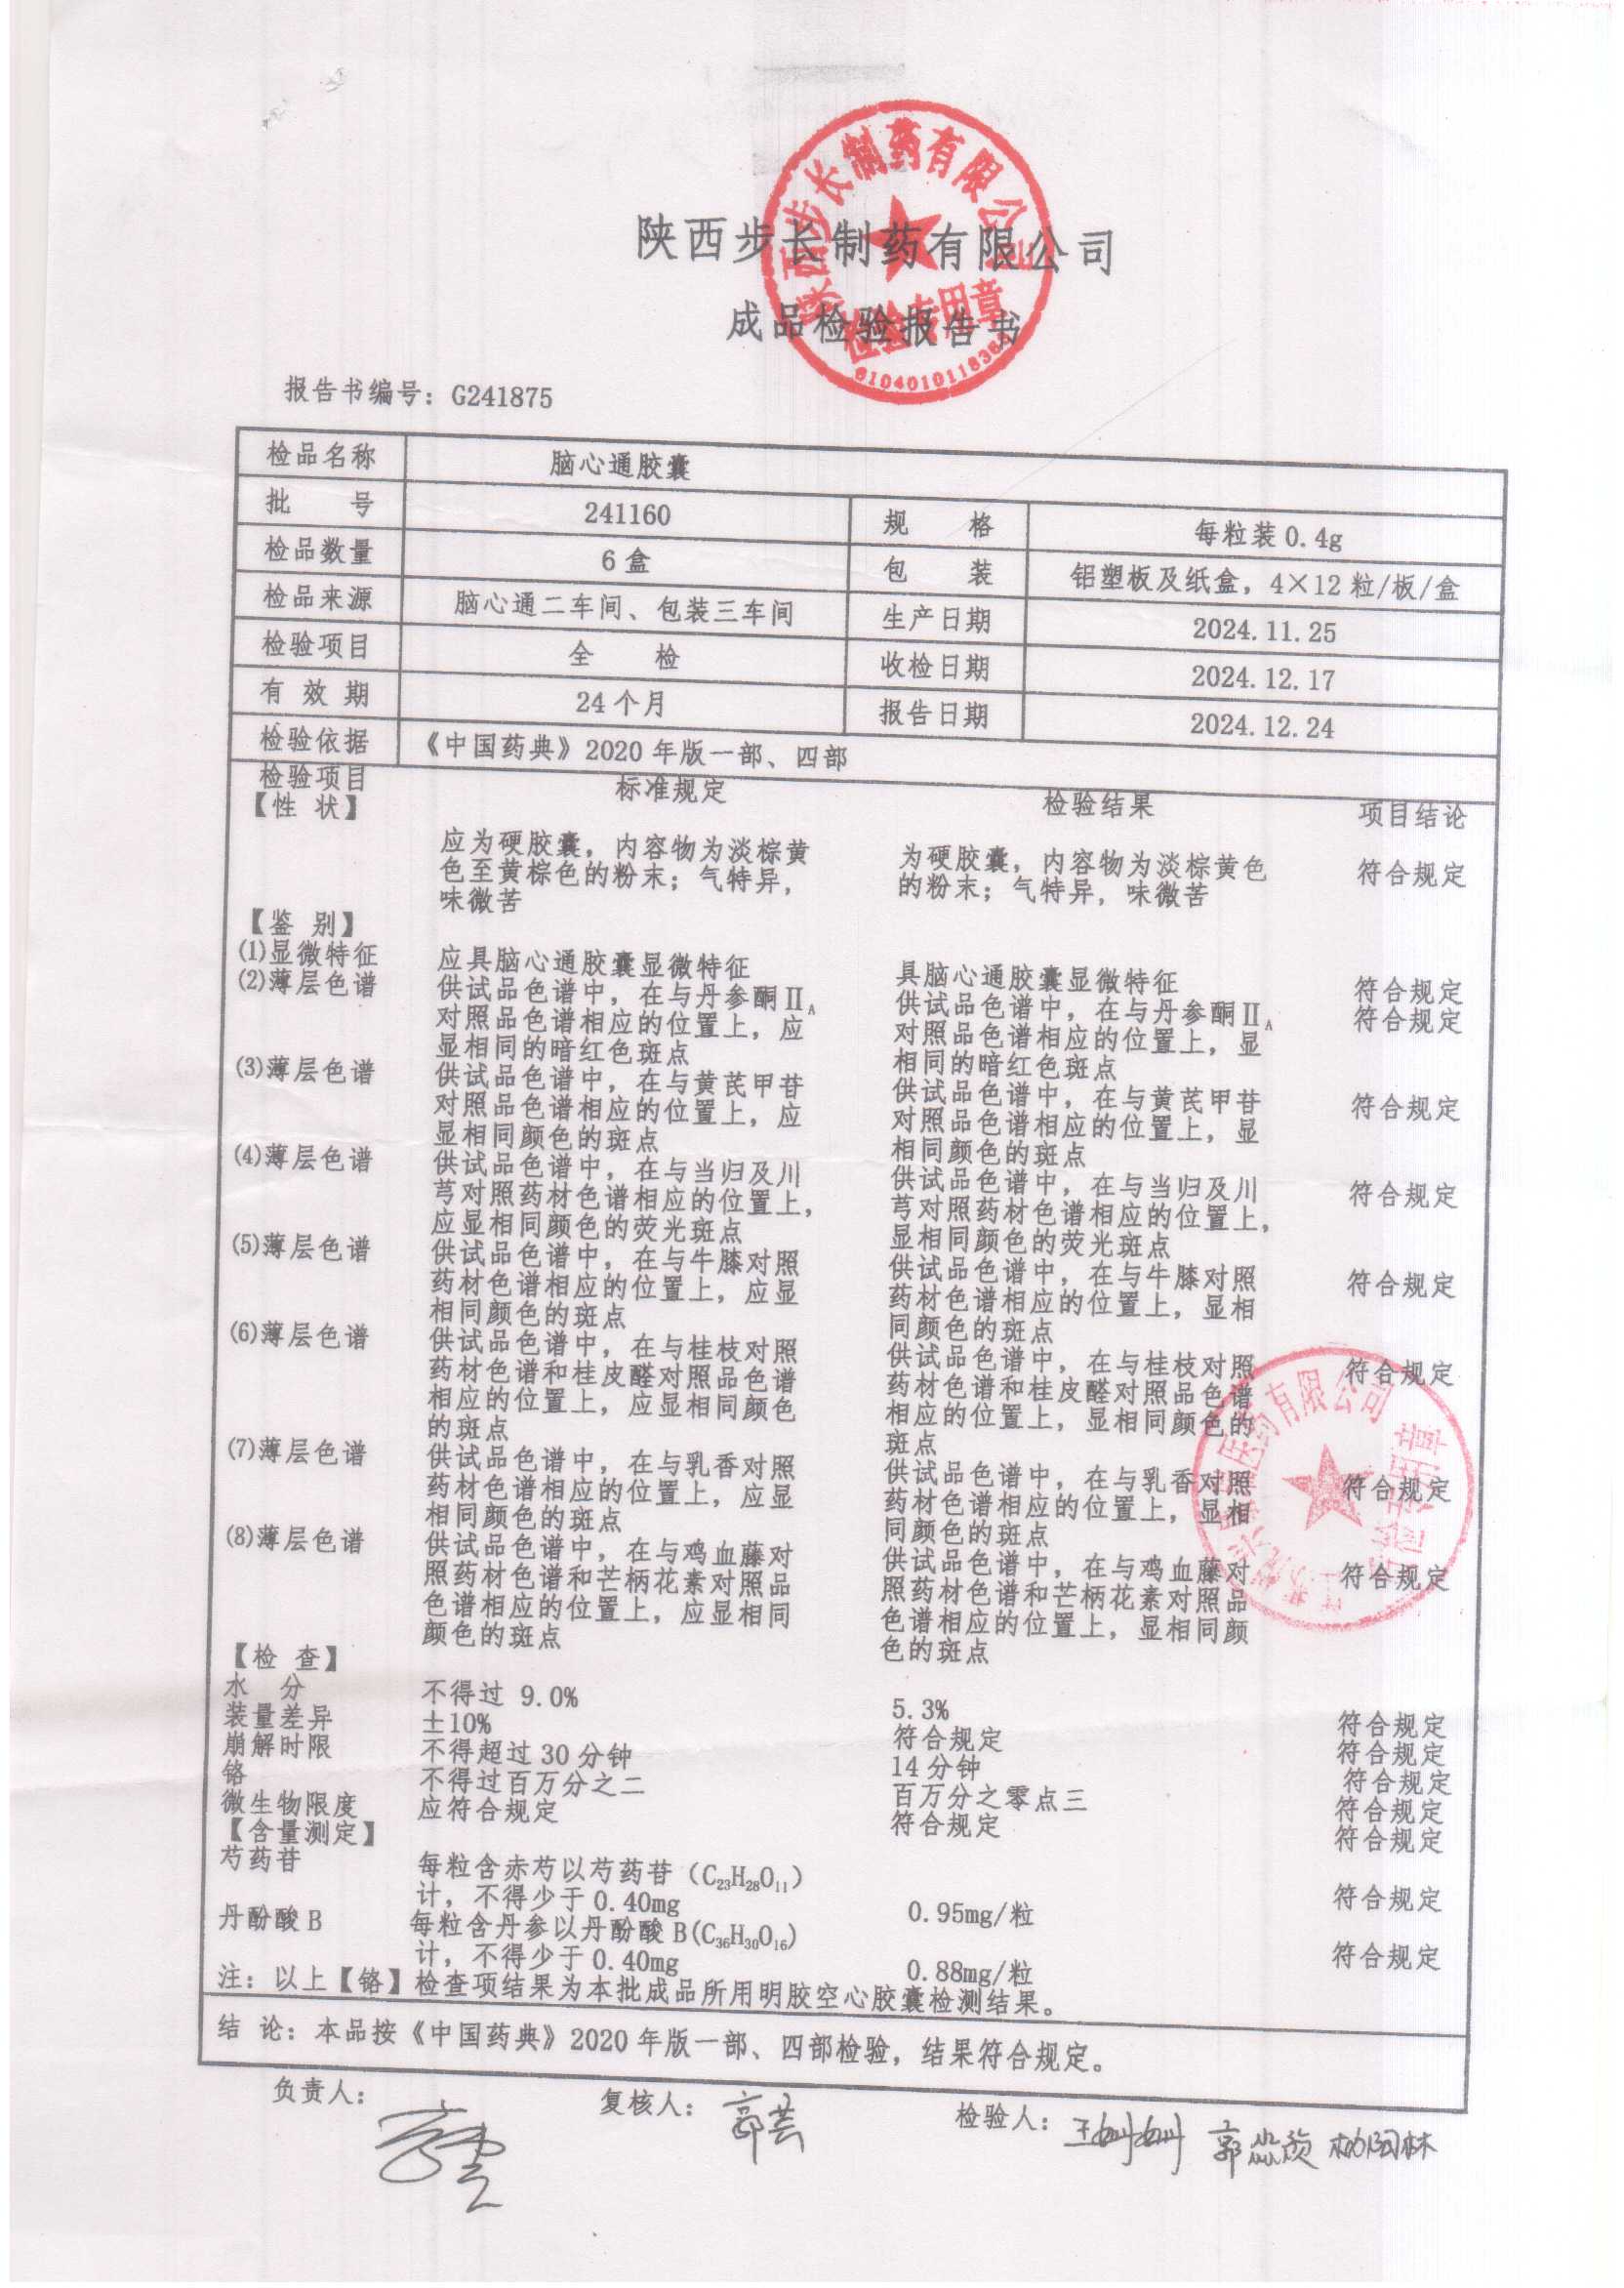 陕西步长制药有限公司
成品检验报告书
陕西步长制药有限公司
检验专用章
报告书编号：G241875
检品名称 脑心通胶囊
批 号 241160 规 格 每粒装0.4g
检品数量 6盒 包 装 铝塑板及纸盒，4×12粒/板/盒
检品来源 脑心通二车间、包装三车间 生产日期 2024.11.25
检验项目 全 检 收检日期 2024.12.17
有 效 期 24个月 报告日期 2024.12.24
检验依据 《中国药典》2020年版一部、四部
检验项目 标准规定 检验结果 项目结论
【性 状】
应为硬胶囊，内容物为淡棕黄 为硬胶囊，内容物为淡棕黄色 符合规定
色至黄棕色的粉末；气特异， 的粉末；气特异，味微苦
味微苦
【鉴 别】
⑴显微特征 应具脑心通胶囊显微特征 具脑心通胶囊显微特征 符合规定
⑵薄层色谱 供试品色谱中，在与丹参酮ⅡA 供试品色谱中，在与丹参酮ⅡA 符合规定
对照品色谱相应的位置上，应 对照品色谱相应的位置上，显
显相同的暗红色斑点 相同的暗红色斑点
⑶薄层色谱 供试品色谱中，在与黄芪甲苷 供试品色谱中，在与黄芪甲苷 符合规定
对照品色谱相应的位置上，应 对照品色谱相应的位置上，显
显相同颜色的斑点 相同颜色的斑点
⑷薄层色谱 供试品色谱中，在与当归及川 供试品色谱中，在与当归及川 符合规定
芎对照药材色谱相应的位置上， 芎对照药材色谱相应的位置上，
应显相同颜色的荧光斑点 显相同颜色的荧光斑点
⑸薄层色谱 供试品色谱中，在与牛膝对照 供试品色谱中，在与牛膝对照 符合规定
药材色谱相应的位置上，应显 药材色谱相应的位置上，显相
相同颜色的斑点 同颜色的斑点
⑹薄层色谱 供试品色谱中，在与桂枝对照 供试品色谱中，在与桂枝对照 符合规定
药材色谱和桂皮醛对照品色谱 药材色谱和桂皮醛对照品色谱
相应的位置上，应显相同颜色 相应的位置上，显相同颜色的
的斑点 斑点
⑺薄层色谱 供试品色谱中，在与乳香对照 供试品色谱中，在与乳香对照 符合规定
药材色谱相应的位置上，应显 药材色谱相应的位置上，显相
相同颜色的斑点 同颜色的斑点
⑻薄层色谱 供试品色谱中，在与鸡血藤对 供试品色谱中，在与鸡血藤对 符合规定
照药材色谱和芒柄花素对照品 照药材色谱和芒柄花素对照品
色谱相应的位置上，应显相同 色谱相应的位置上，显相同颜
颜色的斑点 色的斑点
【检 查】
水 分 不得过 9.0% 5.3% 符合规定
装量差异 ±10% 符合规定 符合规定
崩解时限 不得超过30分钟 14分钟 符合规定
铬 不得过百万分之二 百万分之零点三 符合规定
微生物限度 应符合规定 符合规定 符合规定
【含量测定】
芍药苷 每粒含赤芍以芍药苷（C23H28O11） 符合规定
计，不得少于0.40mg 0.95mg/粒
丹酚酸B 每粒含丹参以丹酚酸B(C36H30O16) 符合规定
计，不得少于0.40mg 0.88mg/粒
注：以上【铬】检查项结果为本批成品所用明胶空心胶囊检测结果。
结 论：本品按《中国药典》2020年版一部、四部检验，结果符合规定。
负责人： 复核人：郭芸 检验人：王姗姗